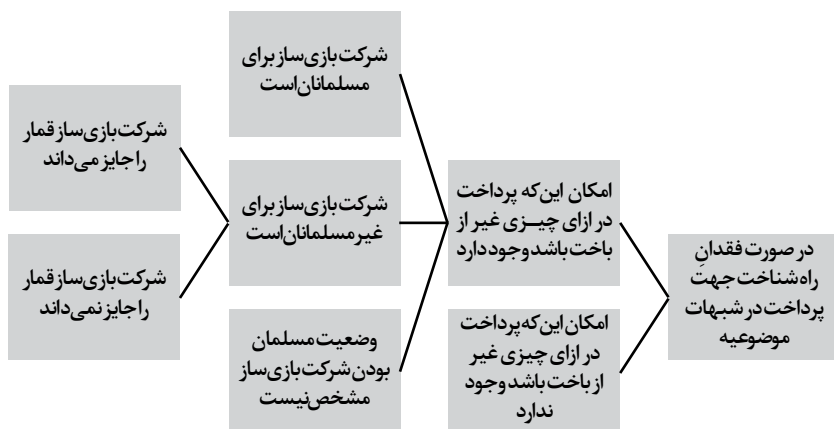 در صورت فقدانِ
راه شناخت جهت
پرداخت در شبهات
موضوعیه
امکان این‌که پرداخت
در ازای چیـزی غیر از
باخت باشد وجود دارد
امکان این‌که پرداخت
در ازای چیزی غیر
از باخت باشد وجود
ندارد
شرکت بازی‌ساز برای
مسلمانان است
شرکت بازی‌ساز برای
غیرمسلمانان است
وضعیت مسلمان
بودن شرکت بازی‌ساز
مشخص نیست
شرکت بازی‌ساز قمار
را جایز می‌داند
شرکت بازی‌ساز قمار
را جایز نمی‌داند